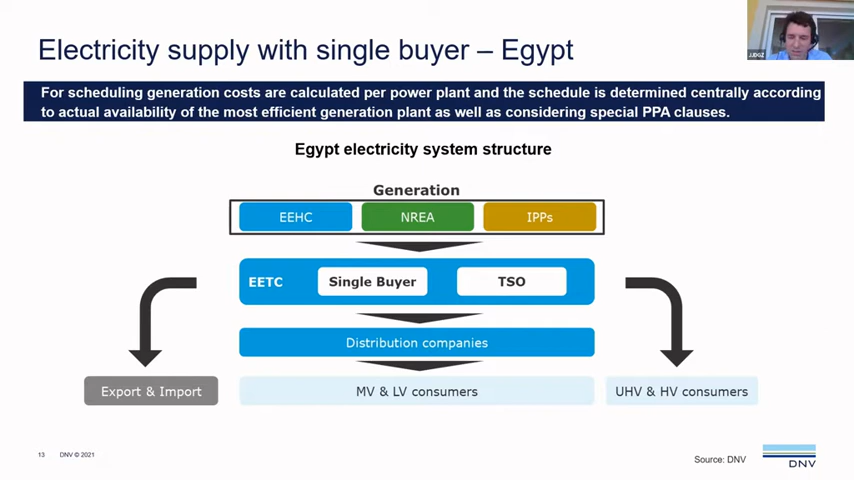 Electricity supply with single buyer – Egypt
JJDGZ
For scheduling generation costs are calculated per power plant and the schedule is determined centrally according
to actual availability of the most efficient generation plant as well as considering special PPA clauses.
Egypt electricity system structure
Generation
EEHC NREA IPPs
EETC Single Buyer TSO
Distribution companies
Export & Import MV & LV consumers UHV & HV consumers
13 DNV © 2021
Source: DNV
DNV